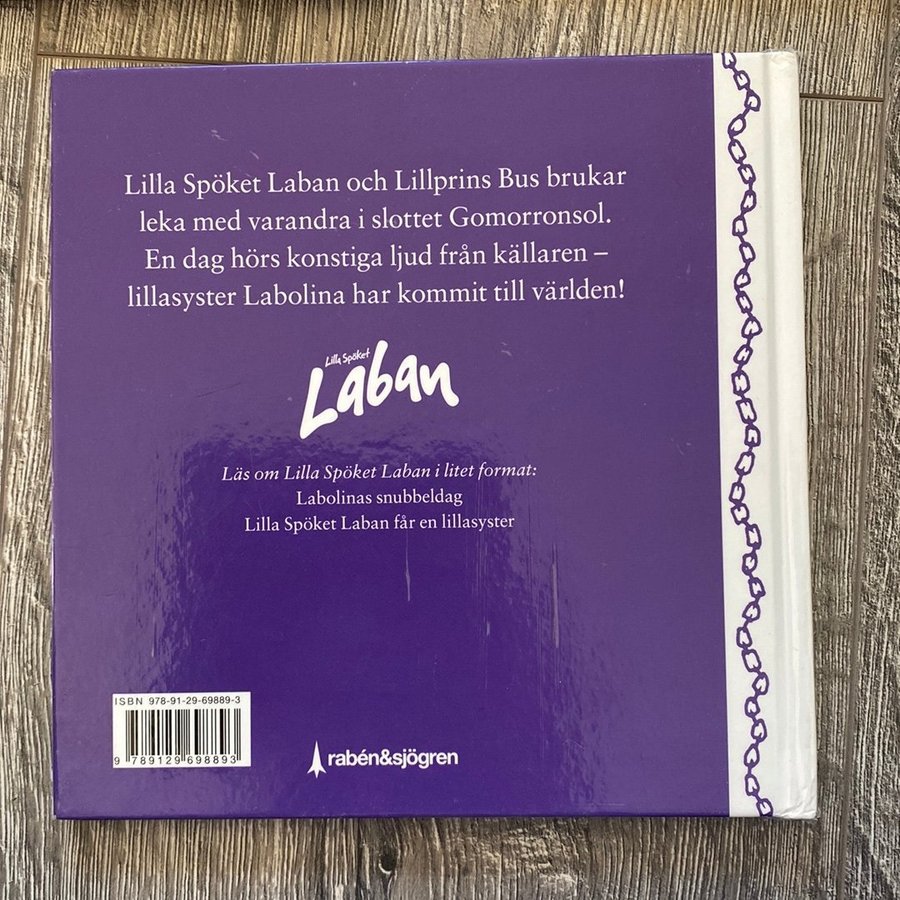 Lilla Spöket Laban och Lillprins Bus brukar
leka med varandra i slottet Gomorronsol.
En dag hörs konstiga ljud från källaren –
lillasyster Labolina har kommit till världen!
Lilla Spöket
Laban
Läs om Lilla Spöket Laban i litet format:
Labolinas snubbeldag
Lilla Spöket Laban får en lillasyster
ISBN 978-91-29-69889-3
9 789129 698893
rabén&sjögren